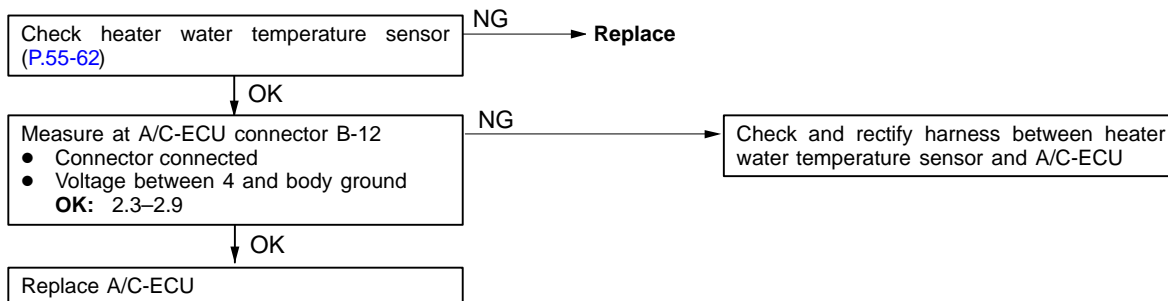 Check heater water temperature sensor
(P.55-62)
NG
Replace
OK
Measure at A/C-ECU connector B-12
● Connector connected
● Voltage between 4 and body ground
OK: 2.3–2.9
NG
Check and rectify harness between heater
water temperature sensor and A/C-ECU
OK
Replace A/C-ECU